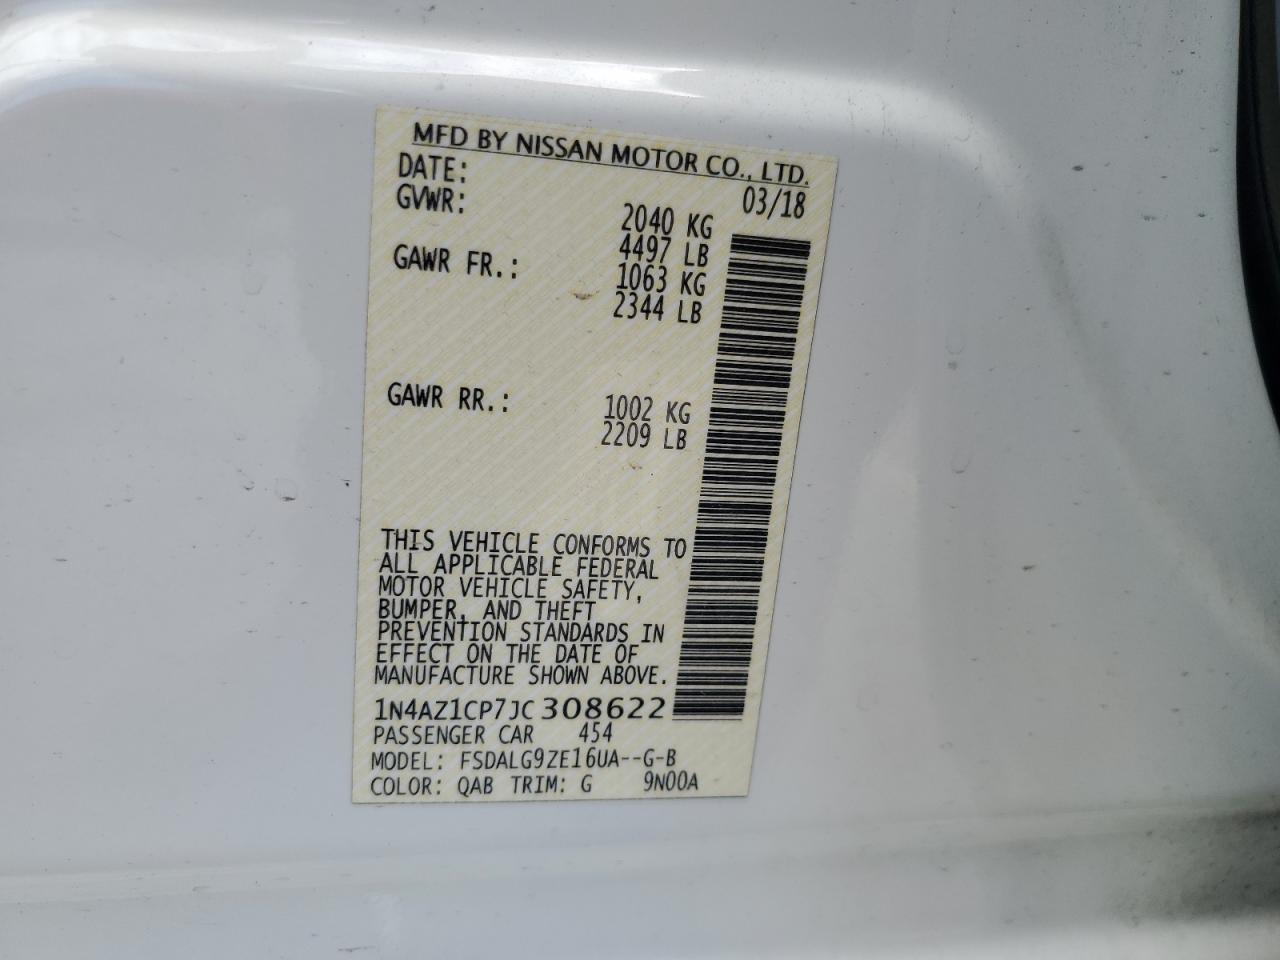 MFD BY NISSAN MOTOR CO., LTD.
DATE: 03/18
GVWR: 2040 KG
4497 LB
GAWR FR.: 1063 KG
2344 LB
GAWR RR.: 1002 KG
2209 LB
THIS VEHICLE CONFORMS TO
ALL APPLICABLE FEDERAL
MOTOR VEHICLE SAFETY,
BUMPER, AND THEFT
PREVENTION STANDARDS IN
EFFECT ON THE DATE OF
MANUFACTURE SHOWN ABOVE.
1N4AZ1CP7JC308622
PASSENGER CAR 454
MODEL: FSDALG9ZE16UA--G-B
COLOR: QAB TRIM: G 9N00A